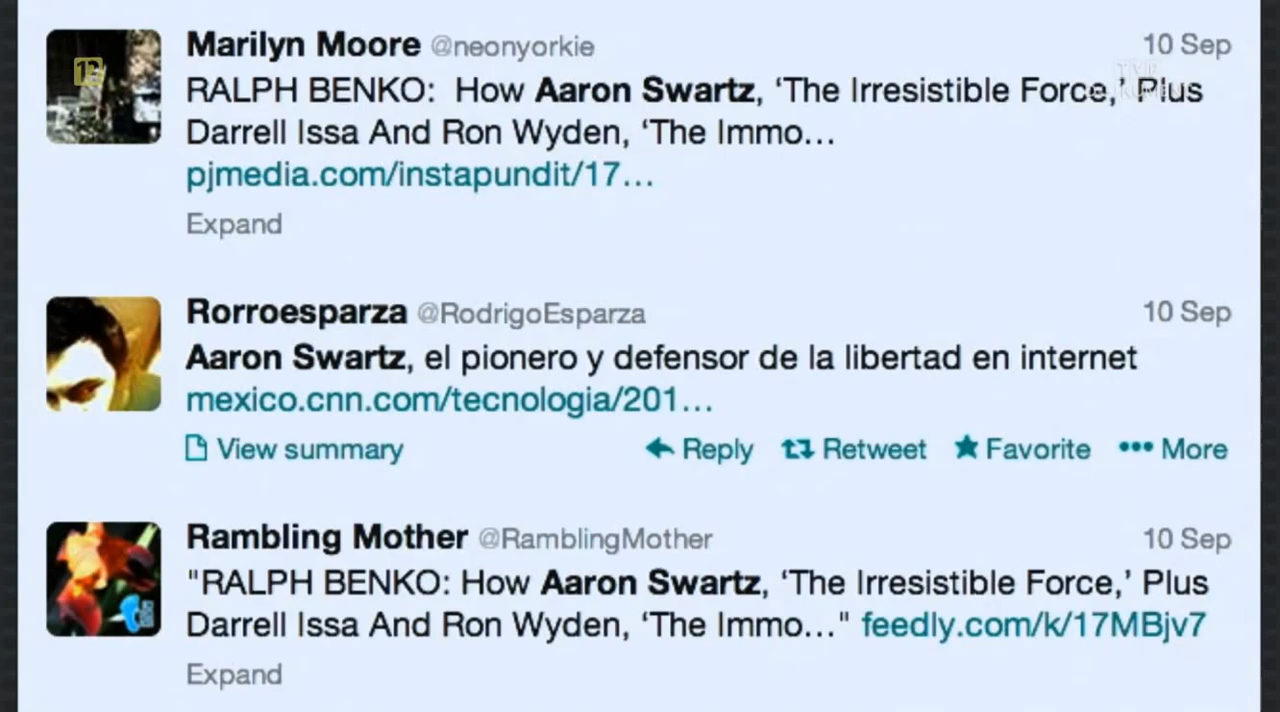 12
Marilyn Moore @neonyorkie 10 Sep
RALPH BENKO: How Aaron Swartz, ‘The Irresistible Force,’ Plus
Darrell Issa And Ron Wyden, ‘The Immo...
pjmedia.com/instapundit/17...
Expand
Rorroesparza @RodrigoEsparza 10 Sep
Aaron Swartz, el pionero y defensor de la libertad en internet
mexico.cnn.com/tecnologia/201...
View summary Reply Retweet Favorite More
Rambling Mother @RamblingMother 10 Sep
"RALPH BENKO: How Aaron Swartz, ‘The Irresistible Force,’ Plus
Darrell Issa And Ron Wyden, ‘The Immo..." feedly.com/k/17MBjv7
Expand